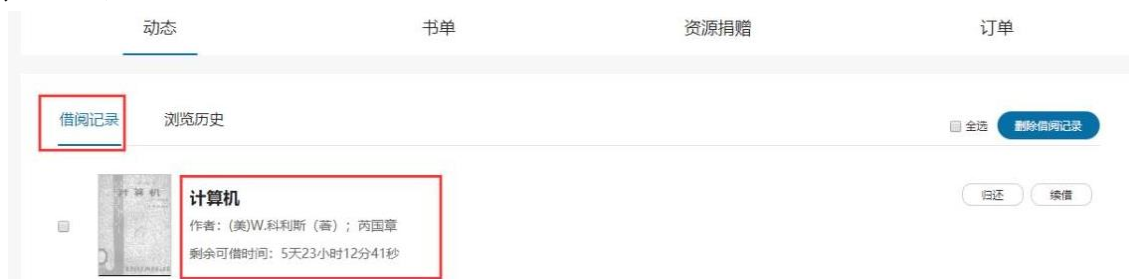 动态 书单 资源捐赠 订单
借阅记录 浏览历史 全选 删除借阅记录
计算机 归还 续借
作者：(美)W.科利斯（著）；芮国章
剩余可借时间：5天23小时12分41秒
计算机